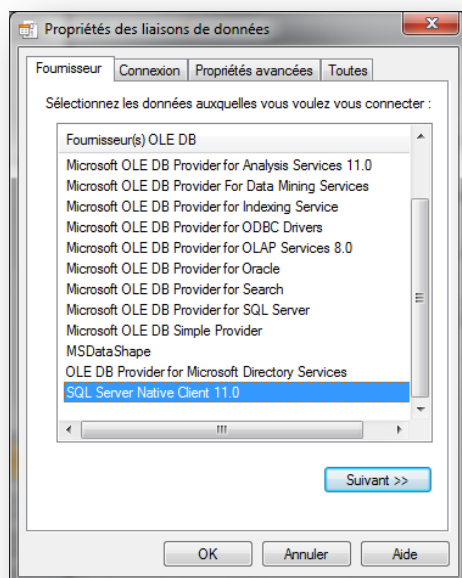 Propriétés des liaisons de données
Fournisseur Connexion Propriétés avancées Toutes
Sélectionnez les données auxquelles vous voulez vous connecter :
Fournisseur(s) OLE DB
Microsoft OLE DB Provider for Analysis Services 11.0
Microsoft OLE DB Provider For Data Mining Services
Microsoft OLE DB Provider for Indexing Service
Microsoft OLE DB Provider for ODBC Drivers
Microsoft OLE DB Provider for OLAP Services 8.0
Microsoft OLE DB Provider for Oracle
Microsoft OLE DB Provider for Search
Microsoft OLE DB Provider for SQL Server
Microsoft OLE DB Simple Provider
MSDataShape
OLE DB Provider for Microsoft Directory Services
SQL Server Native Client 11.0
Suivant >>
OK Annuler Aide